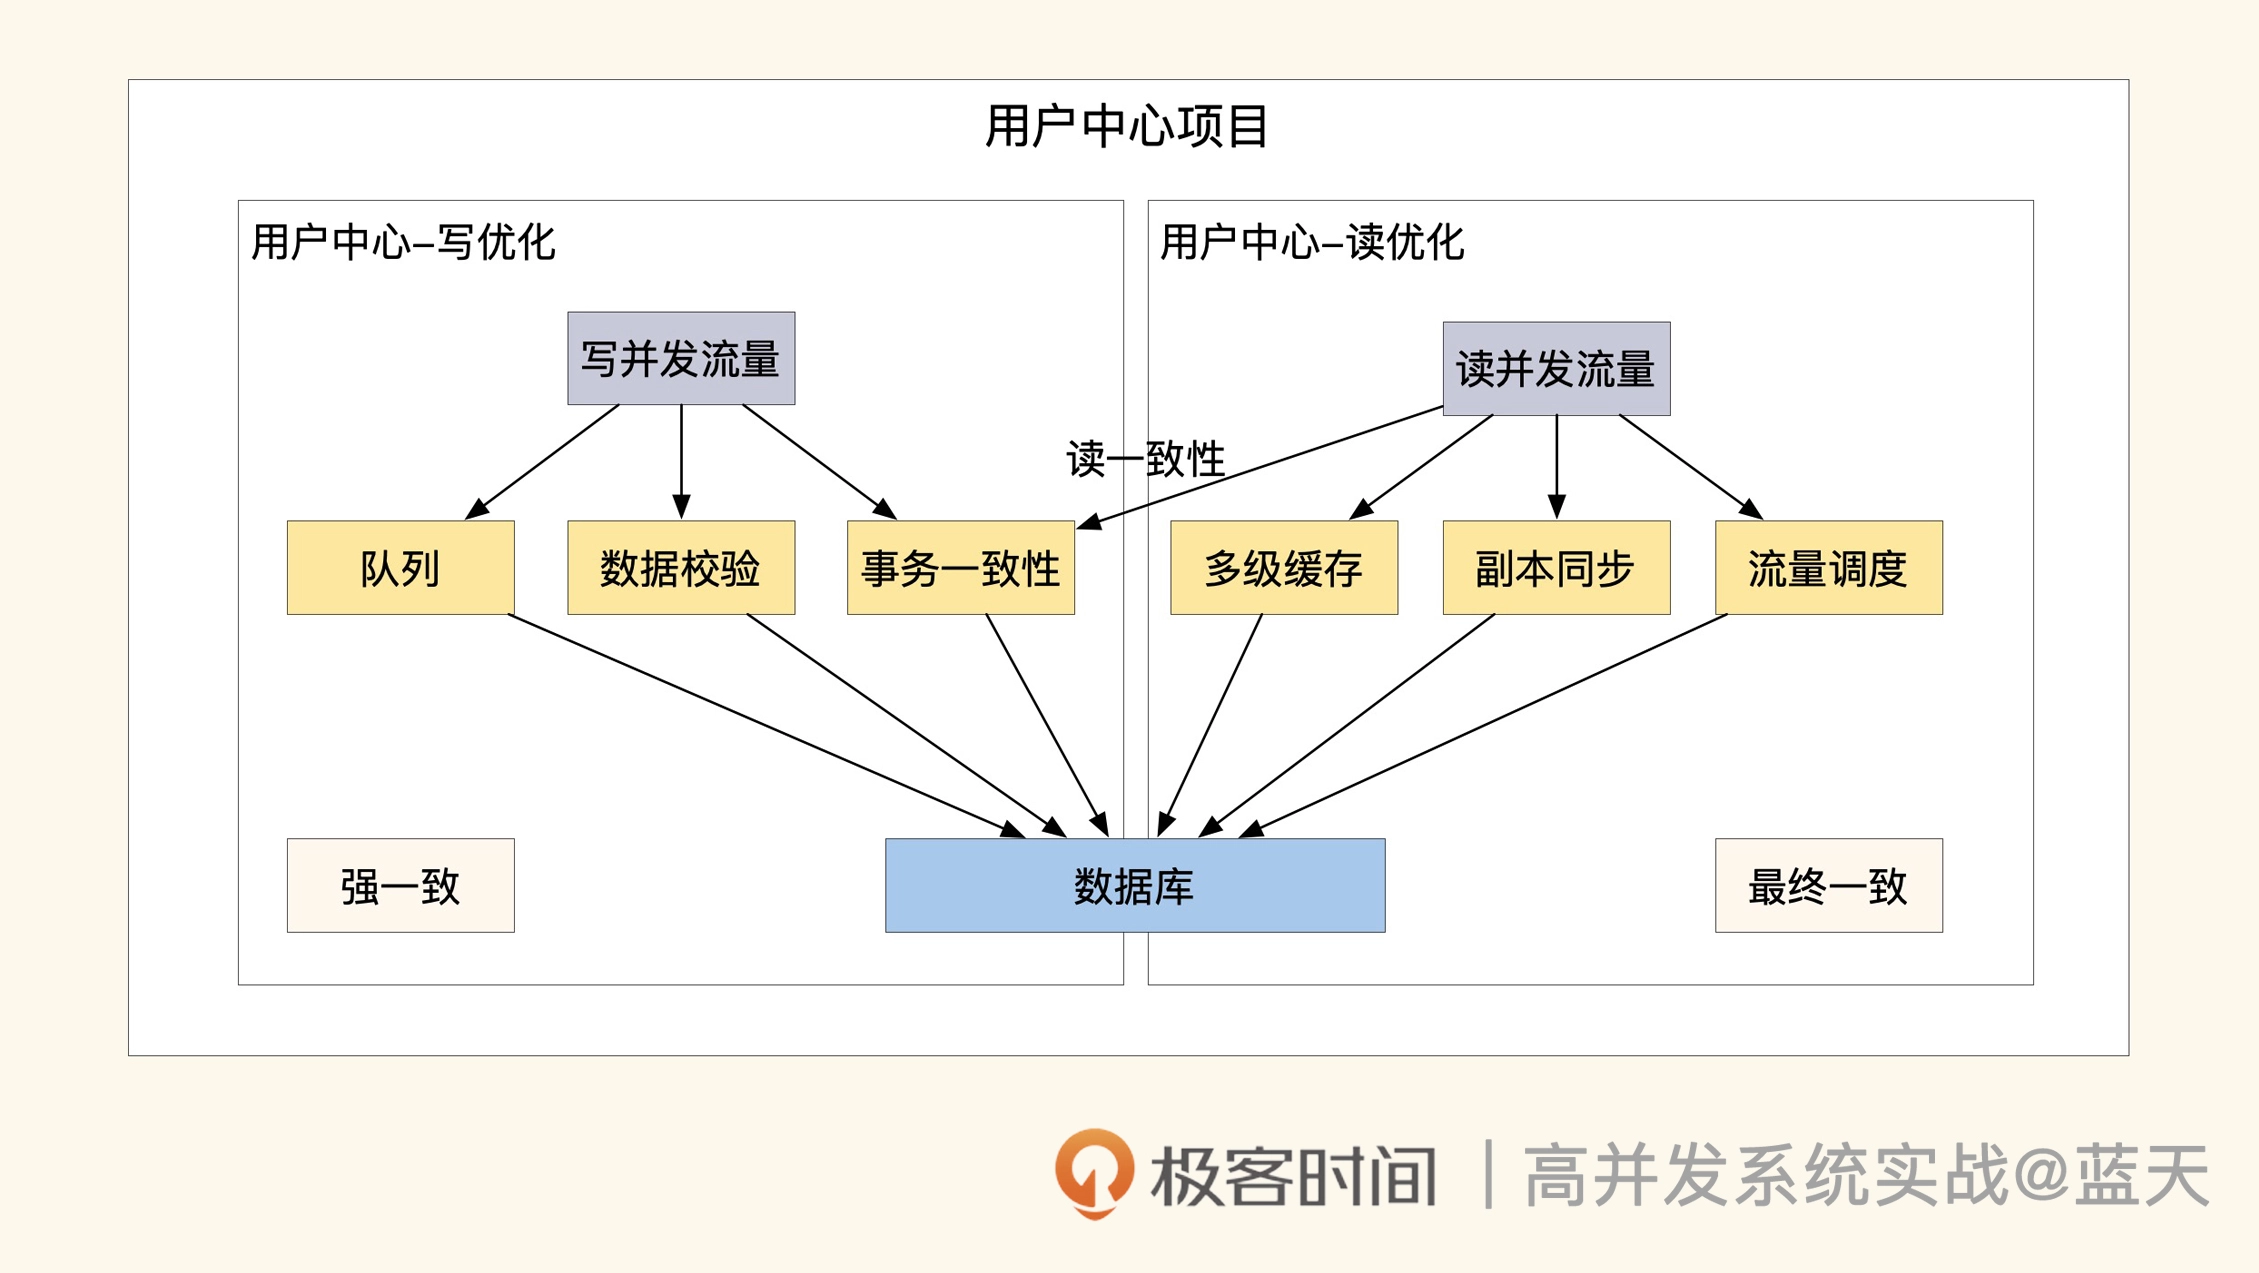 用户中心项目
用户中心–写优化
用户中心–读优化
写并发流量
读并发流量
读一致性
队列
数据校验
事务一致性
多级缓存
副本同步
流量调度
强一致
数据库
最终一致
极客时间 | 高并发系统实战@蓝天